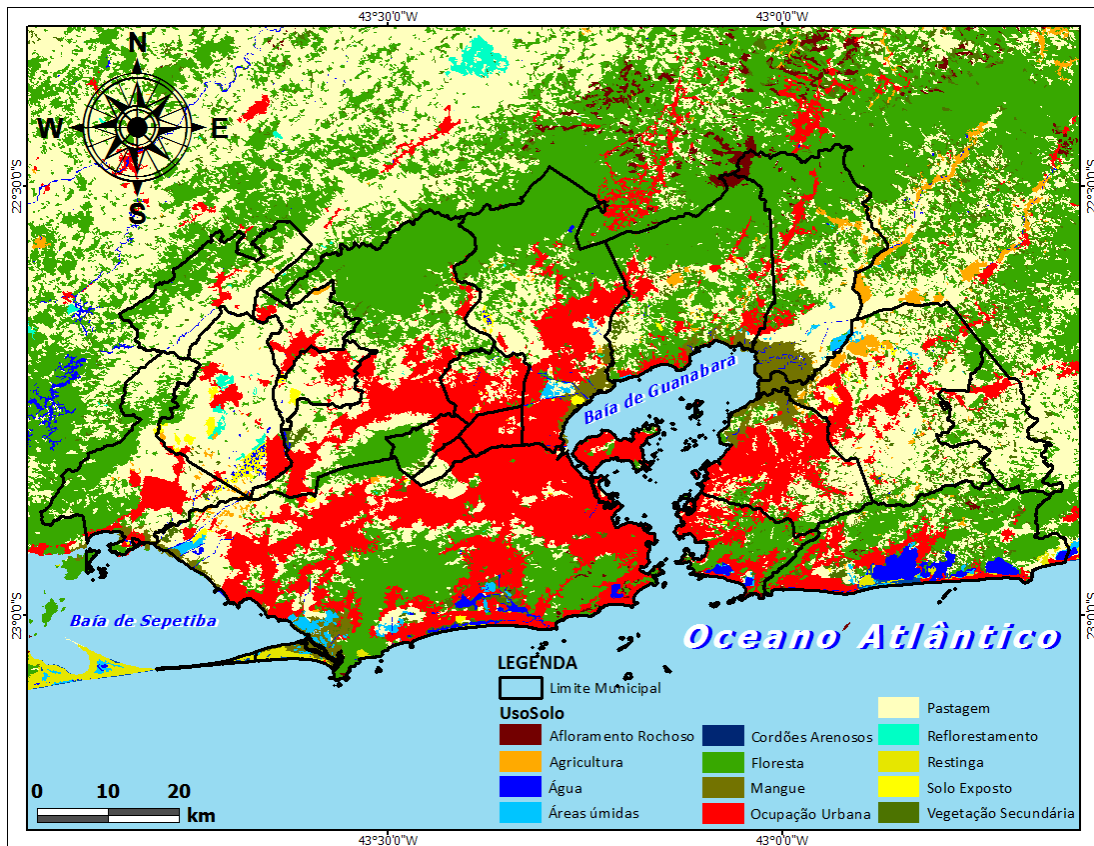 43°30'0"W
43°0'0"W
N
W
E
S
22°30'0"S
22°30'0"S
Baía de Guanabará
Baía de Sepetiba
23°0'0"S
23°0'0"S
Oceano Atlântico
LEGENDA
Limite Municipal
UsoSolo
Afloramento Rochoso
Agricultura
Água
Áreas úmidas
Cordões Arenosos
Floresta
Mangue
Ocupação Urbana
Pastagem
Reflorestamento
Restinga
Solo Exposto
Vegetação Secundária
0 10 20
km
43°30'0"W
43°0'0"W